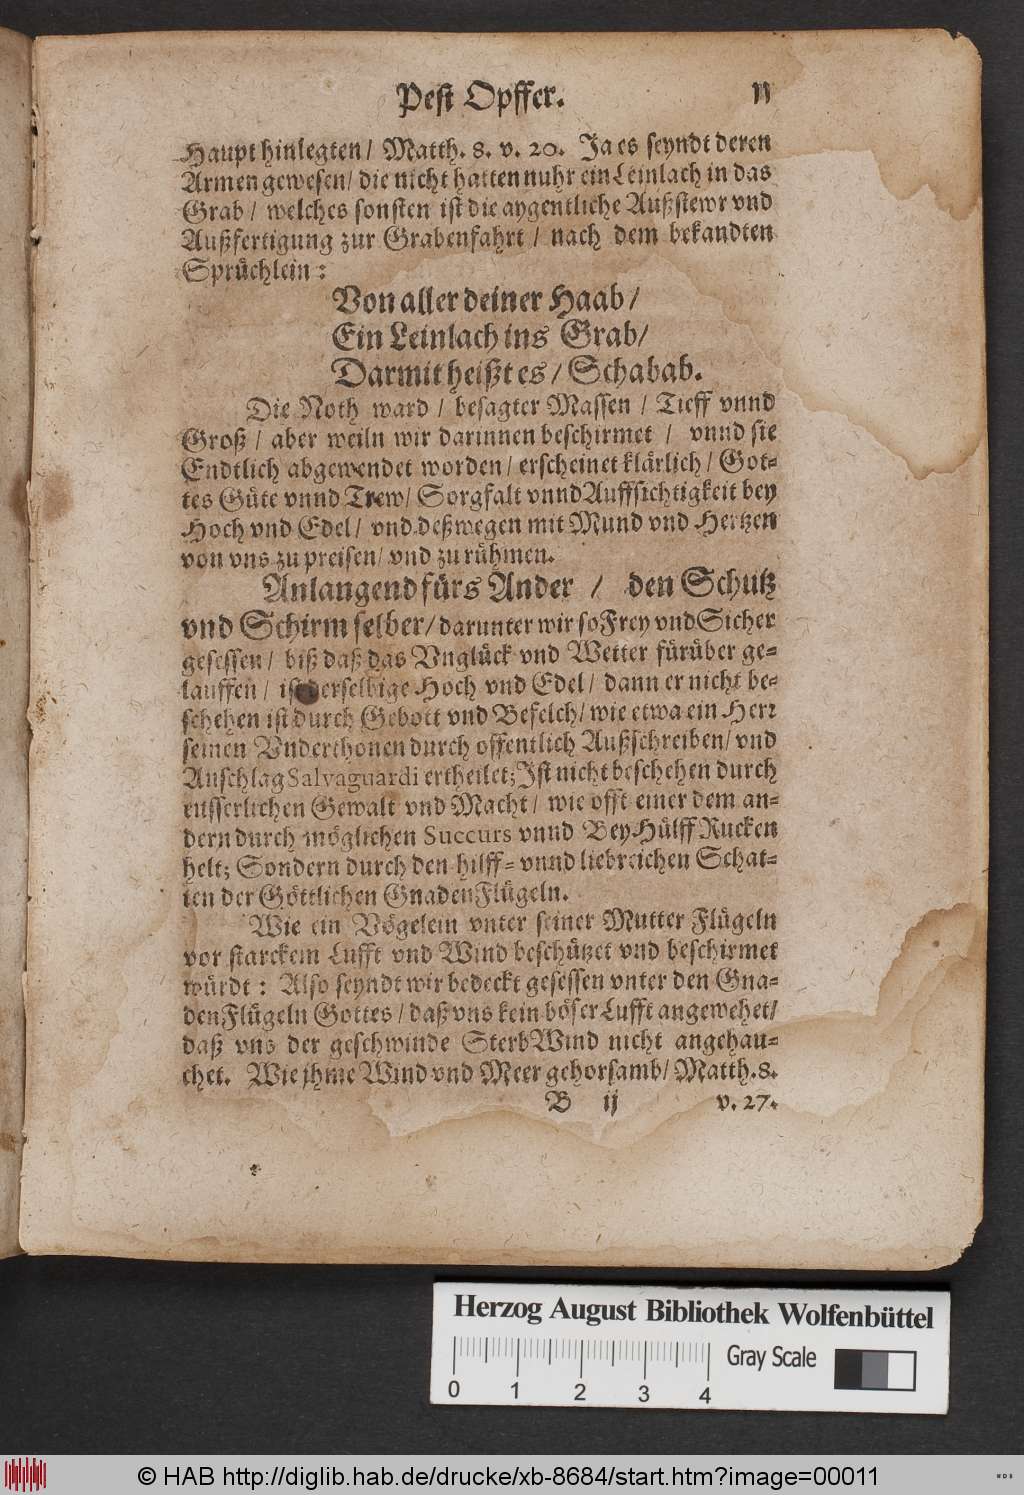 Pest Opffer. 11
Haupt hinlegten / Matth. 8. v. 20. Ja es seyndt deren
Armen gewesen / die nicht hatten nuhr ein Leinlach in das
Grab / welches sonsten ist die aygentliche Außstewr vnd
Außfertigung zur Grabenfahrt / nach dem bekandten
Sprüchlein :
Von aller deiner Haab /
Ein Leinlach ins Grab /
Darmit heißt es / Schabab.
Die Noth ward / besagter Massen / Tieff vnnd
Groß / aber weiln wir darinnen beschirmet / vnnd sie
Endtlich abgewendet worden / erscheinet klärlich / Got-
tes Güte vnnd Trew / Sorgfalt vnnd Auffsichtigkeit bey
Hoch vnd Edel / vnd deßwegen mit Mund vnd Hertzen
von vns zu preisen / vnd zu rühmen.
Anlangend fürs Ander / den Schutz
vnd Schirm selber / darunter wir so Frey vnd Sicher
gesessen / biß daß das Vnglück vnd Wetter fürüber ge-
lauffen / ist derselbige Hoch vnd Edel / dann er nicht be-
schehen ist durch Gebott vnd Befelch / wie etwa ein Herr
seinen Vnderthonen durch offentlich Außschreiben / vnd
Anschlag Salvaguardi ertheilet; Ist nicht beschehen durch
eusserlichen Gewalt vnd Macht / wie offt einer dem an-
dern durch möglichen Succurs vnnd BeyHülff Rucken
helt; Sondern durch den hilff- vnnd liebreichen Schat-
ten der Göttlichen GnadenFlügeln.
Wie ein Vögelein vnter seiner Mutter Flügeln
vor starckem Lufft vnd Wind beschützet vnd beschirmet
würdt : Also seyndt wir bedeckt gesessen vnter den Gna-
denFlügeln Gottes / daß vns kein böser Lufft angewehet /
daß vns der geschwinde SterbWind nicht angehau-
chet. Wie jhme Wind vnd Meer gehorsamb / Matth. 8.
B ij v. 27.
Herzog August Bibliothek Wolfenbüttel
0 1 2 3 4 Gray Scale
© HAB http://diglib.hab.de/drucke/xb-8684/start.htm?image=00011